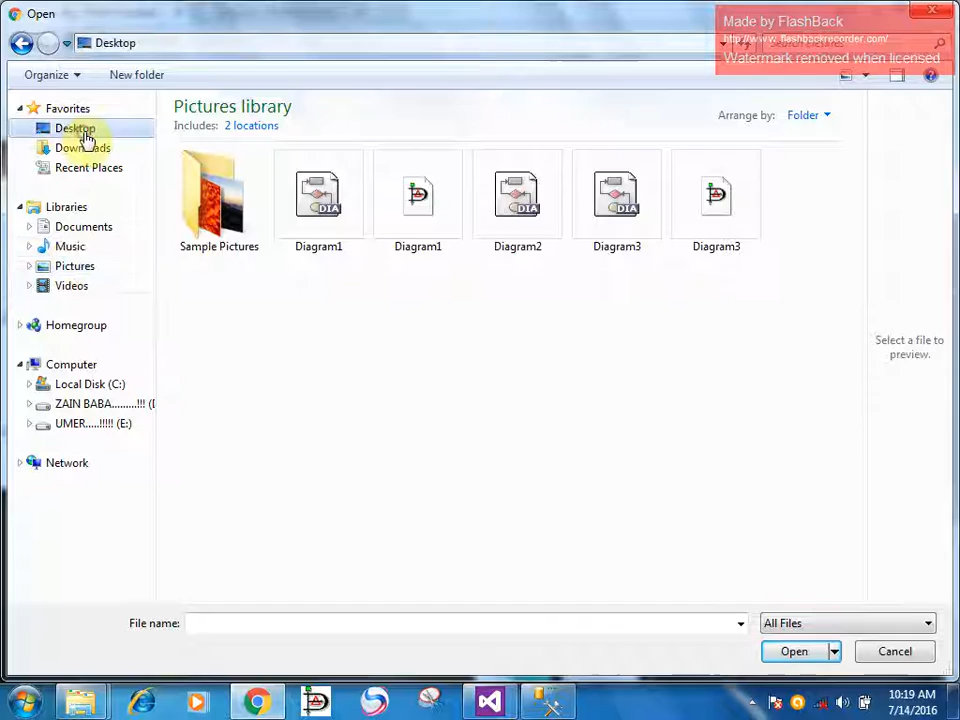 Open
Made by FlashBack
http://www.flashbackrecorder.com/
Watermark removed when licensed
Desktop
Organize
New folder
Favorites
Desktop
Downloads
Recent Places
Libraries
Documents
Music
Pictures
Videos
Homegroup
Computer
Local Disk (C:)
ZAIN BABA.........!!! (
UMER.....!!!!! (E:)
Network
Pictures library
Includes: 2 locations
Arrange by: Folder
Sample Pictures
Diagram1
Diagram1
Diagram2
Diagram3
Diagram3
DIA
DIA
DIA
Select a file to
preview.
File name:
All Files
Open
Cancel
10:19 AM
7/14/2016